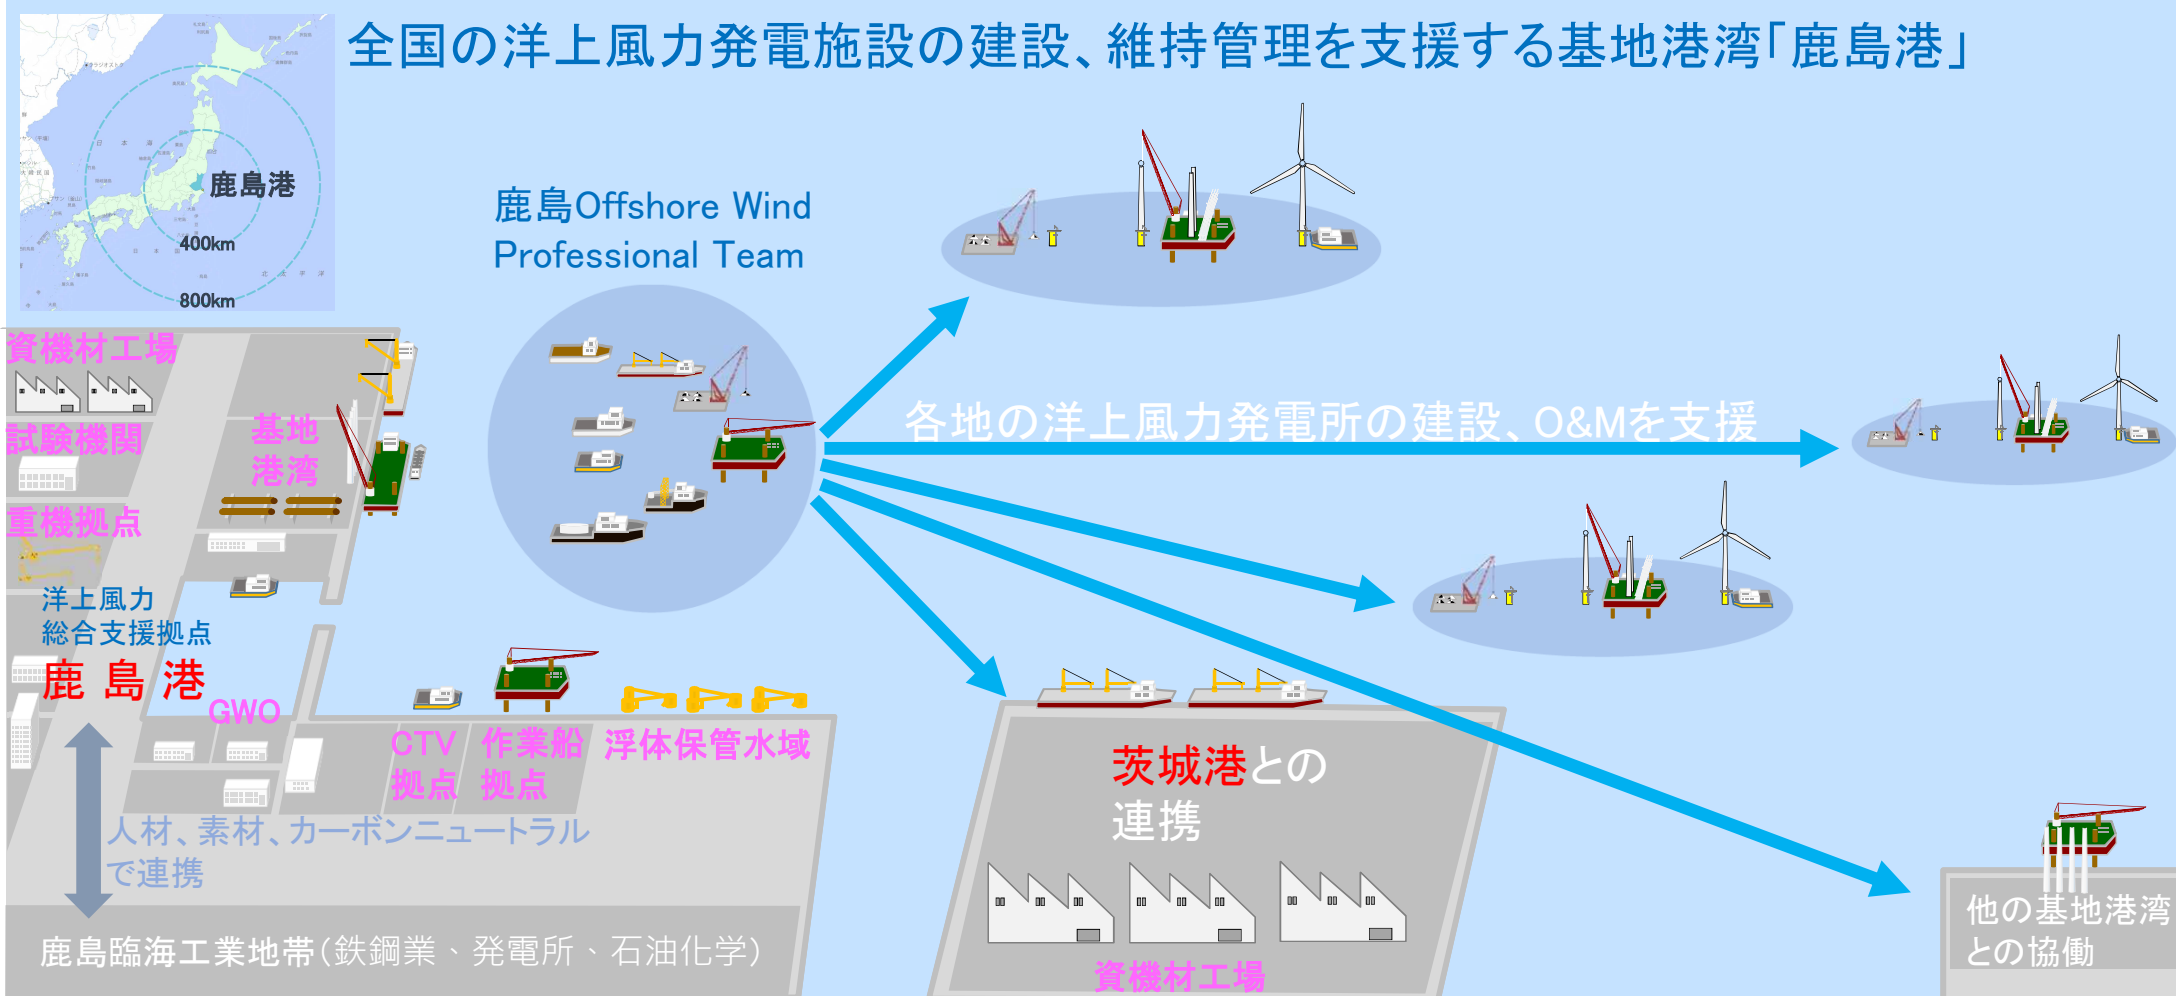 全国の洋上風力発電施設の建設、維持管理を支援する基地港湾「鹿島港」
鹿島港
400km
800km
鹿島Offshore Wind
Professional Team
資機材工場
試験機関
基地
港湾
重機拠点
洋上風力
総合支援拠点
鹿島港
GWO
CTV
拠点
作業船
拠点
浮体保管水域
人材、素材、カーボンニュートラル
で連携
鹿島臨海工業地帯(鉄鋼業、発電所、石油化学)
各地の洋上風力発電所の建設、O&Mを支援
茨城港との
連携
資機材工場
他の基地港湾
との協働